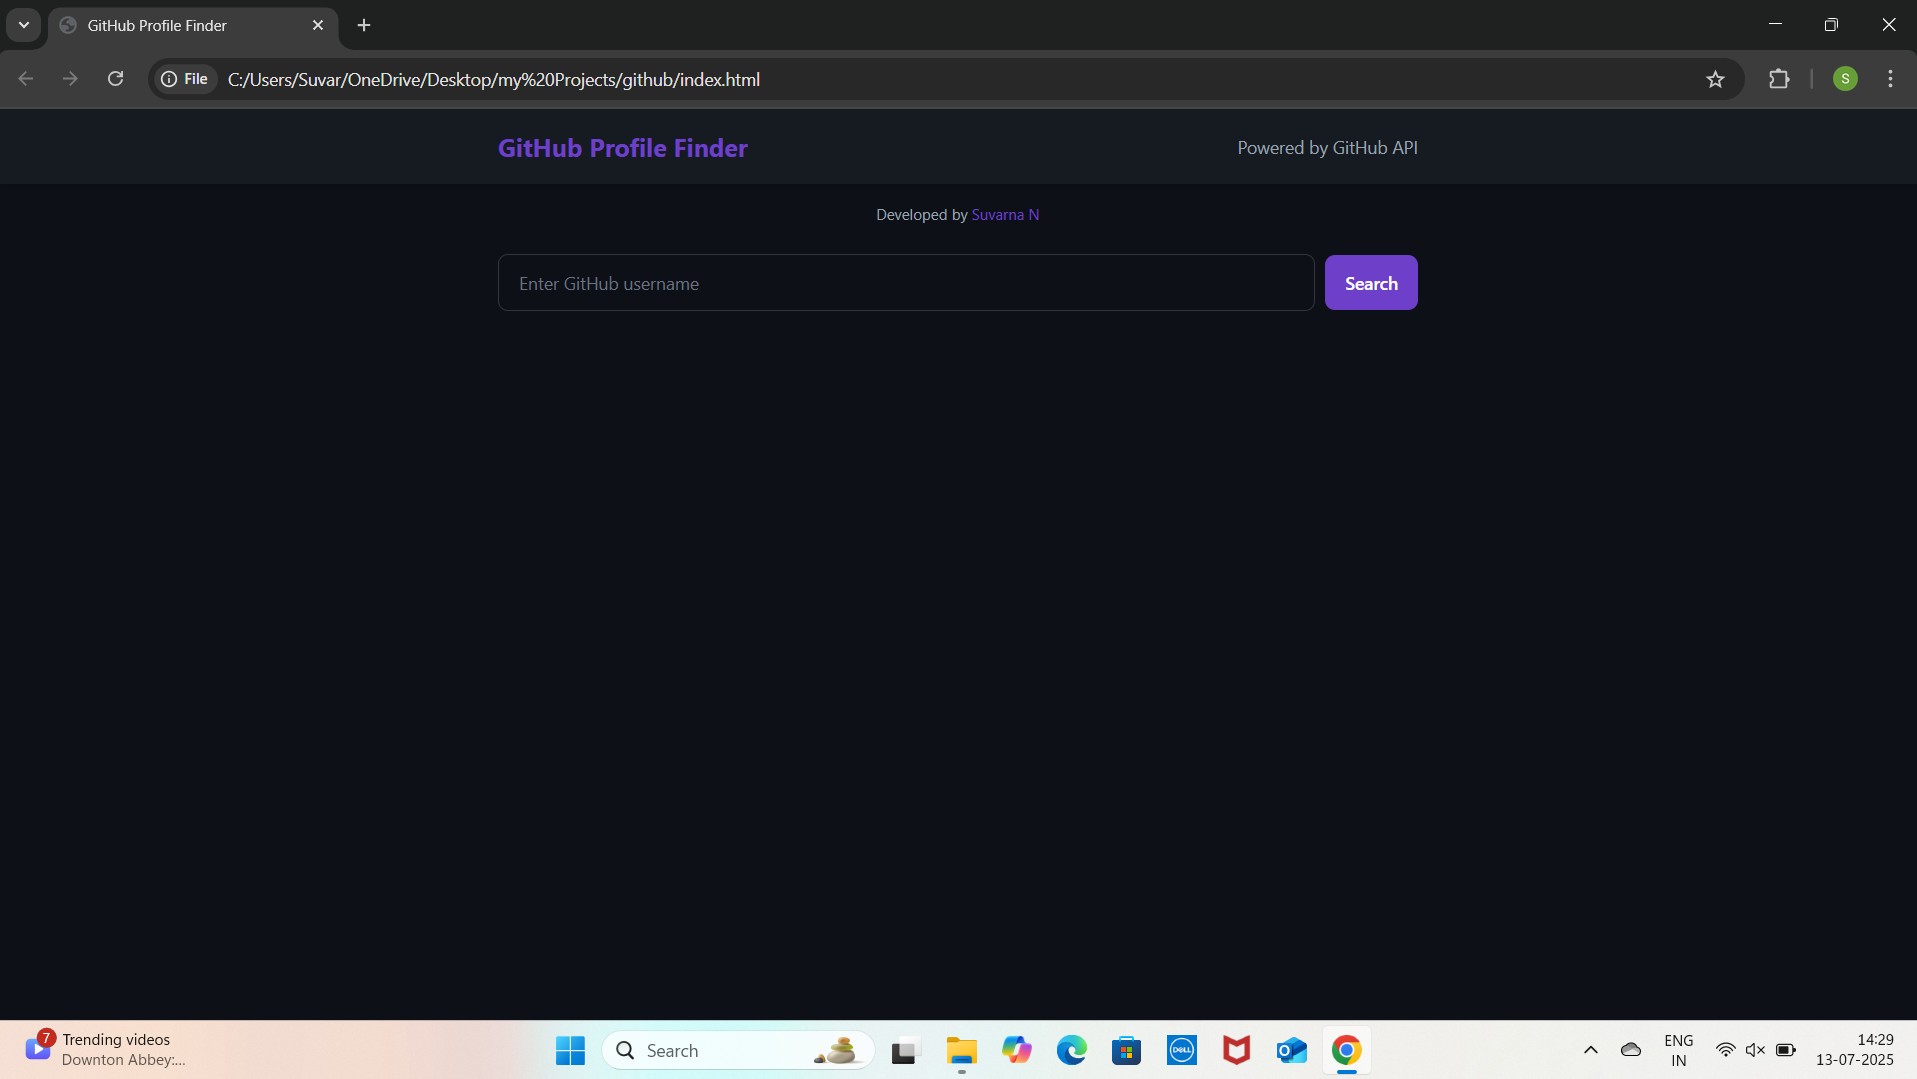 GitHub Profile Finder
File
C:/Users/Suvar/OneDrive/Desktop/my%20Projects/github/index.html
S
GitHub Profile Finder
Powered by GitHub API
Developed by Suvarna N
Enter GitHub username
Search
7
Trending videos
Downton Abbey:...
Search
DELL
O
ENG
IN
14:29
13-07-2025